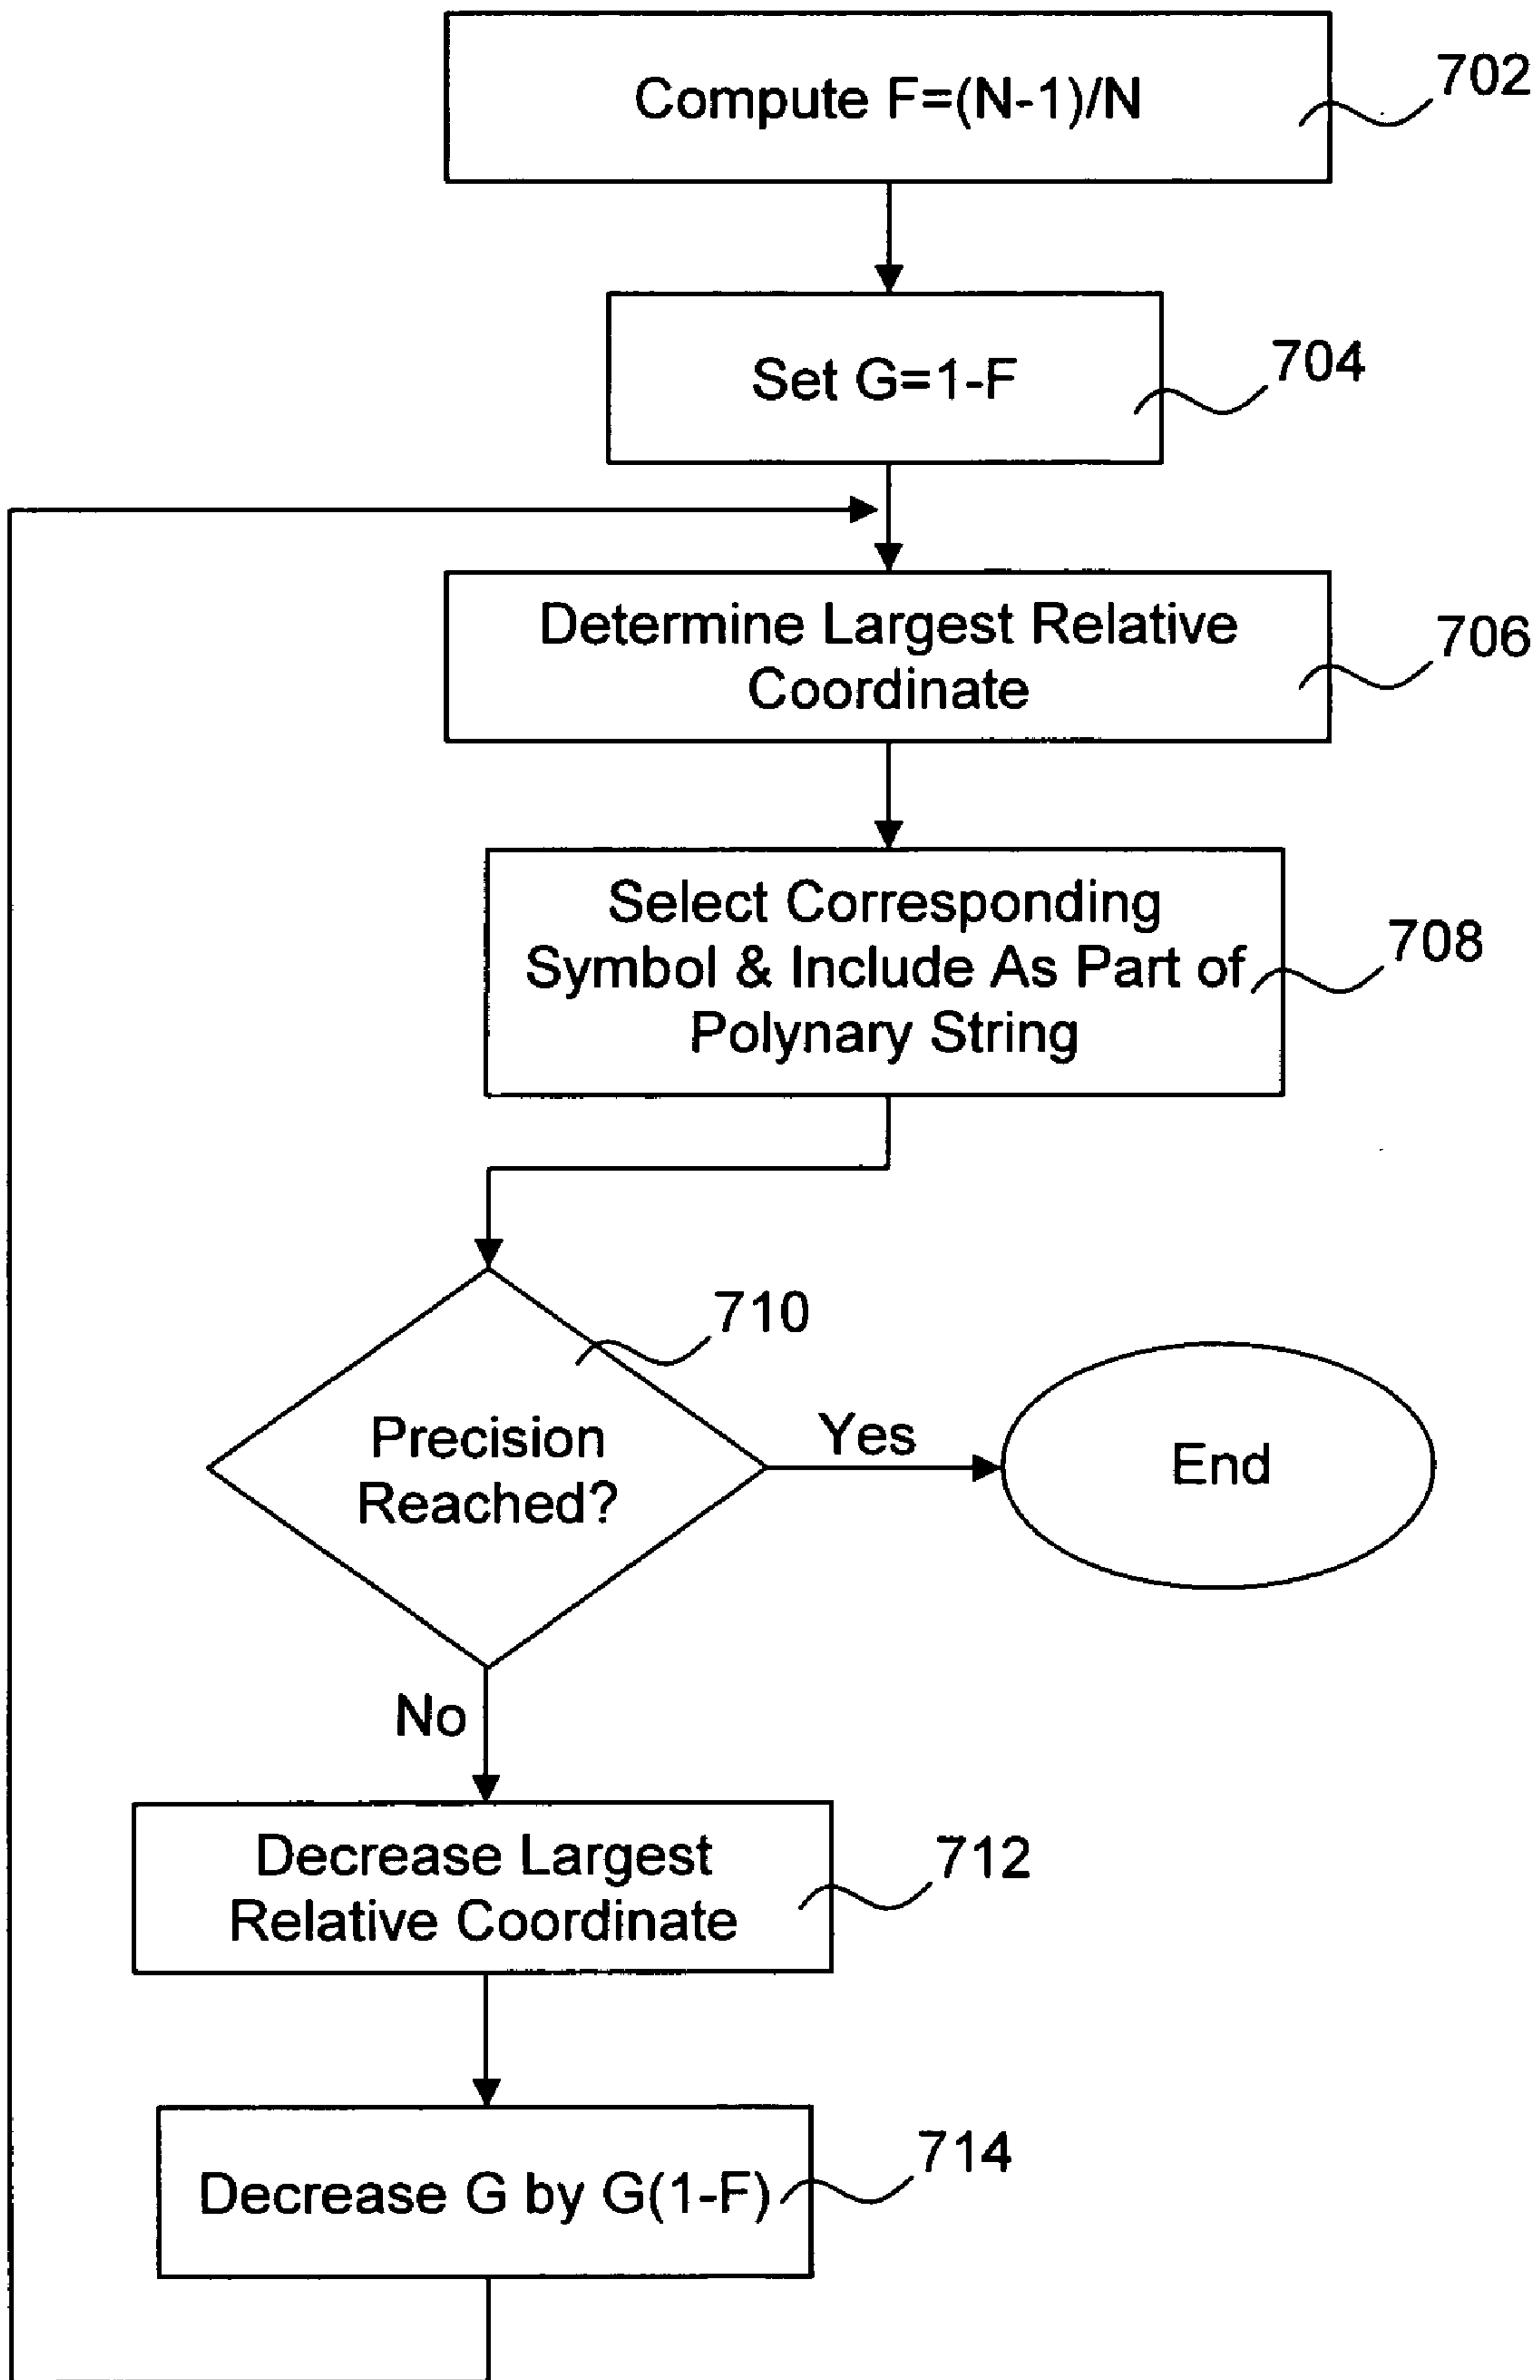 Compute F=(N-1)/N
702
Set G=1-F
704
Determine Largest Relative
Coordinate
706
Select Corresponding
Symbol & Include As Part of
Polynary String
708
710
Precision
Reached?
Yes
End
No
Decrease Largest
Relative Coordinate
712
Decrease G by G(1-F)
714